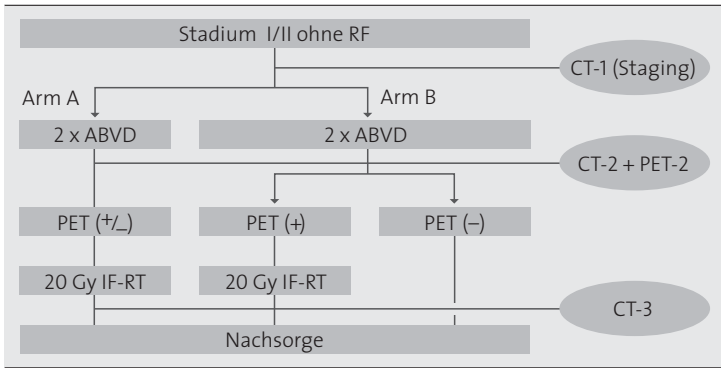 Stadium I/II ohne RF
CT-1 (Staging)
Arm A
Arm B
2 x ABVD
2 x ABVD
CT-2 + PET-2
PET (+/–)
PET (+)
PET (–)
20 Gy IF-RT
20 Gy IF-RT
CT-3
Nachsorge